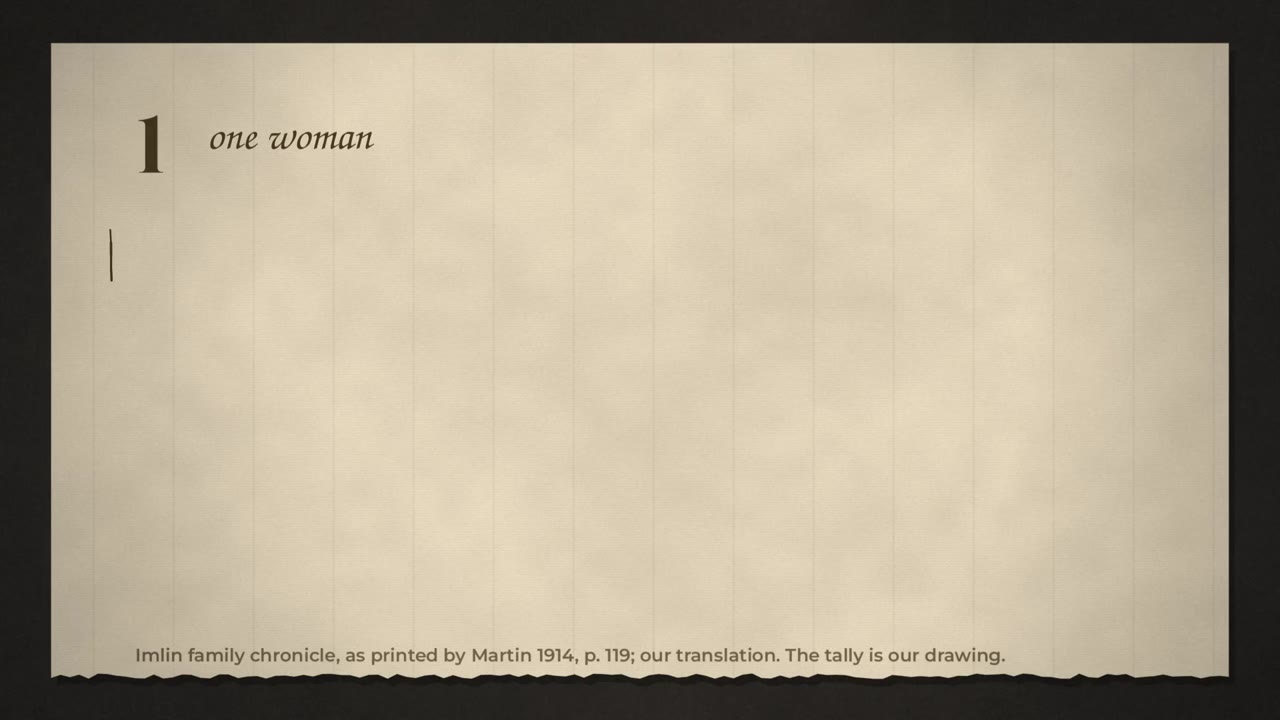 1 one woman
Imlin family chronicle, as printed by Martin 1914, p. 119; our translation. The tally is our drawing.